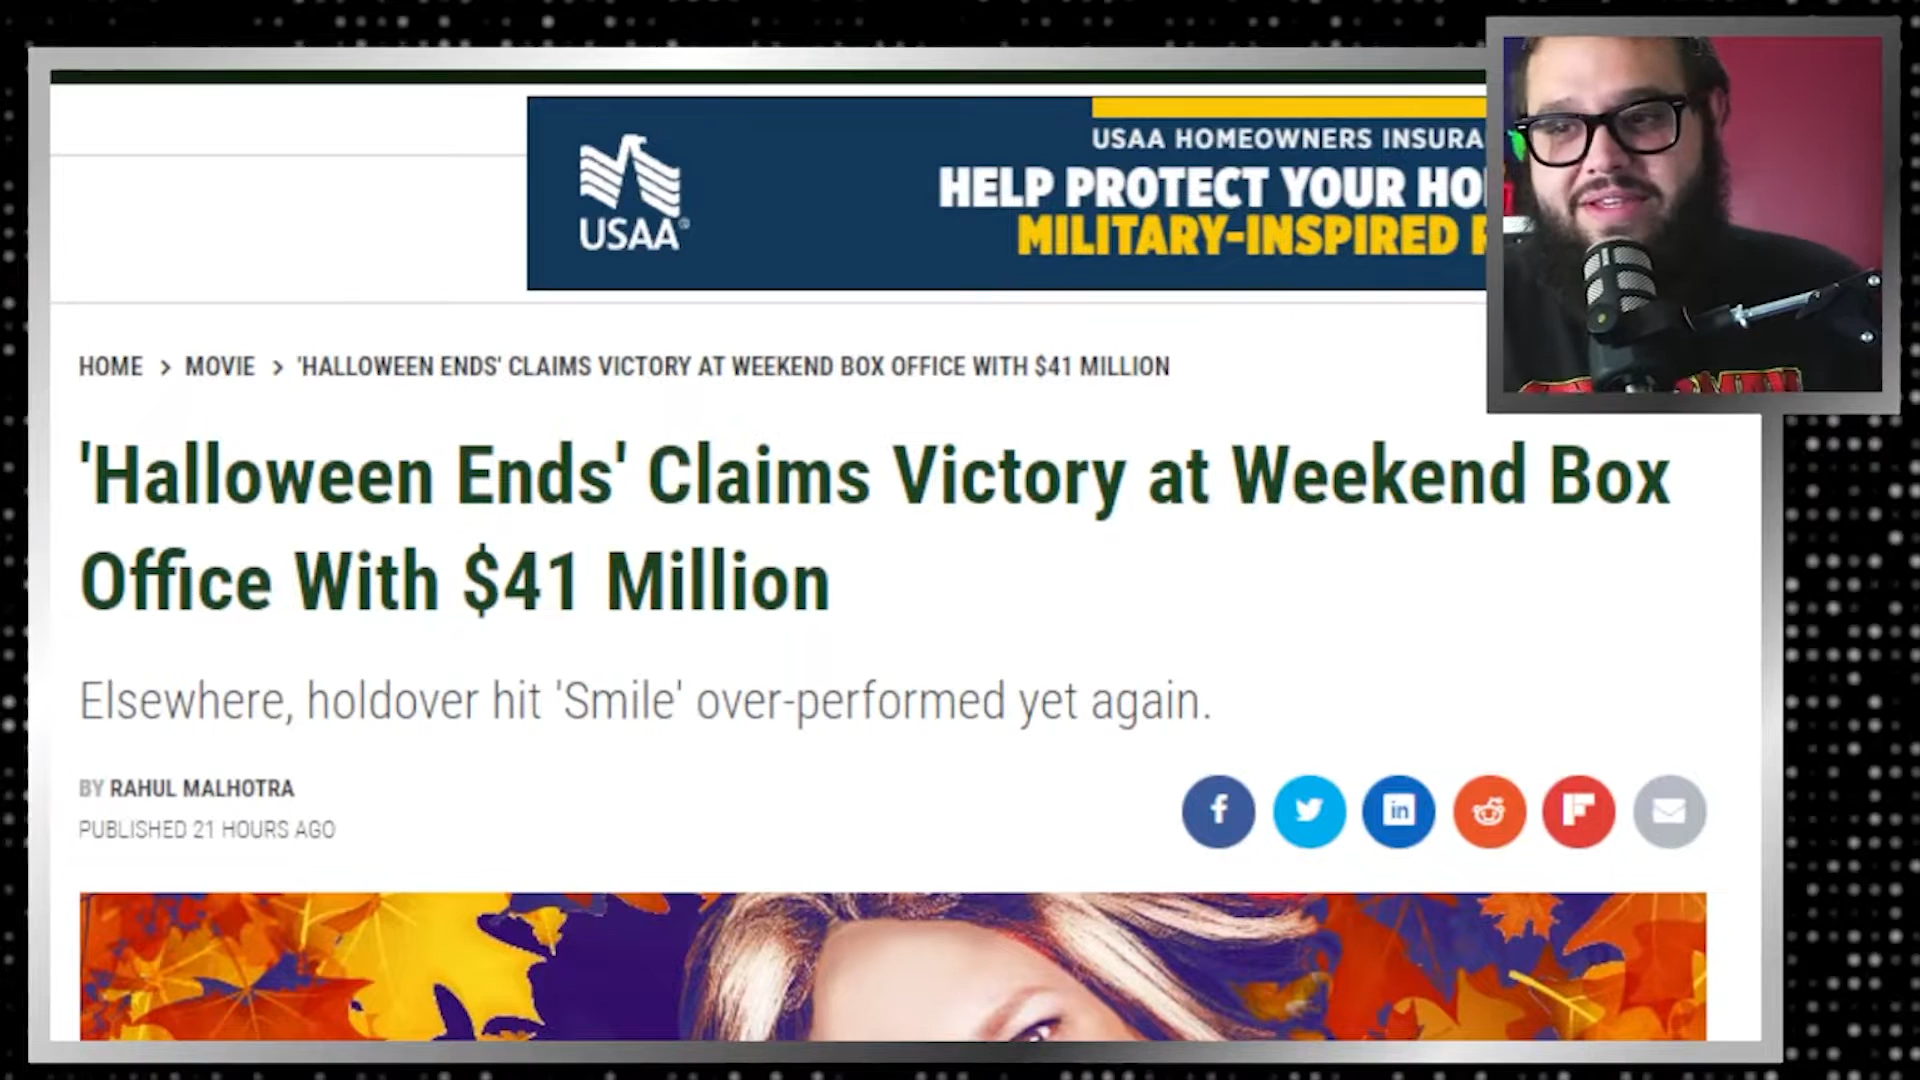 USAA HOMEOWNERS INSURA
HELP PROTECT YOUR HO
MILITARY-INSPIRED
USAA®
HOME > MOVIE > 'HALLOWEEN ENDS' CLAIMS VICTORY AT WEEKEND BOX OFFICE WITH $41 MILLION
'Halloween Ends' Claims Victory at Weekend Box
Office With $41 Million
Elsewhere, holdover hit 'Smile' over-performed yet again.
BY RAHUL MALHOTRA
PUBLISHED 21 HOURS AGO
f
in